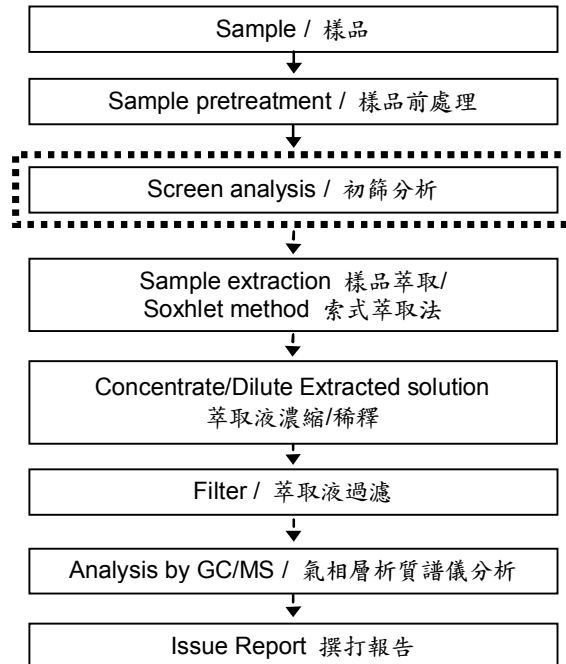 Sample / 樣品
Sample pretreatment / 樣品前處理
Screen analysis / 初篩分析
Sample extraction 樣品萃取/
Soxhlet method 索式萃取法
Concentrate/Dilute Extracted solution
萃取液濃縮/稀釋
Filter / 萃取液過濾
Analysis by GC/MS / 氣相層析質譜儀分析
Issue Report 撰打報告